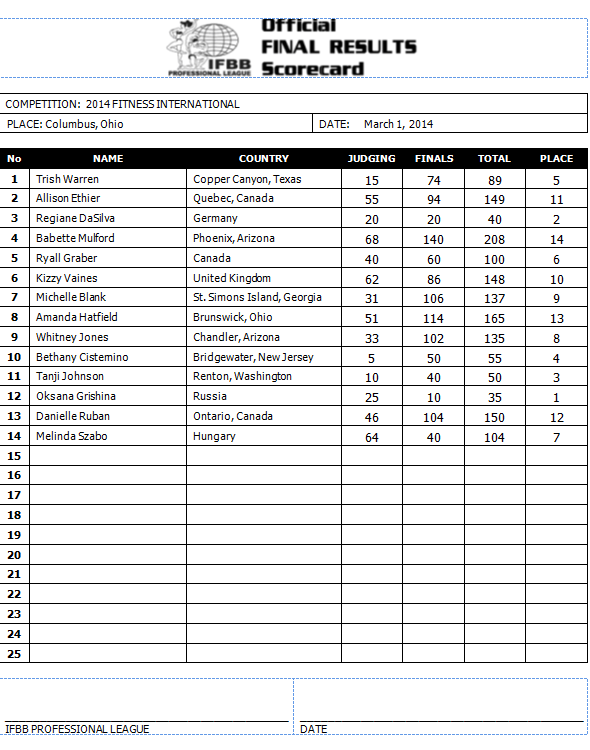 Official
FINAL RESULTS
Scorecard
IFBB
PROFESSIONAL LEAGUE
COMPETITION: 2014 FITNESS INTERNATIONAL
PLACE: Columbus, Ohio DATE: March 1, 2014
No NAME COUNTRY JUDGING FINALS TOTAL PLACE
1 Trish Warren Copper Canyon, Texas 15 74 89 5
2 Allison Ethier Quebec, Canada 55 94 149 11
3 Regiane DaSilva Germany 20 20 40 2
4 Babette Mulford Phoenix, Arizona 68 140 208 14
5 Ryall Graber Canada 40 60 100 6
6 Kizzy Vaines United Kingdom 62 86 148 10
7 Michelle Blank St. Simons Island, Georgia 31 106 137 9
8 Amanda Hatfield Brunswick, Ohio 51 114 165 13
9 Whitney Jones Chandler, Arizona 33 102 135 8
10 Bethany Cisternino Bridgewater, New Jersey 5 50 55 4
11 Tanji Johnson Renton, Washington 10 40 50 3
12 Oksana Grishina Russia 25 10 35 1
13 Danielle Ruban Ontario, Canada 46 104 150 12
14 Melinda Szabo Hungary 64 40 104 7
15
16
17
18
19
20
21
22
23
24
25
IFBB PROFESSIONAL LEAGUE DATE